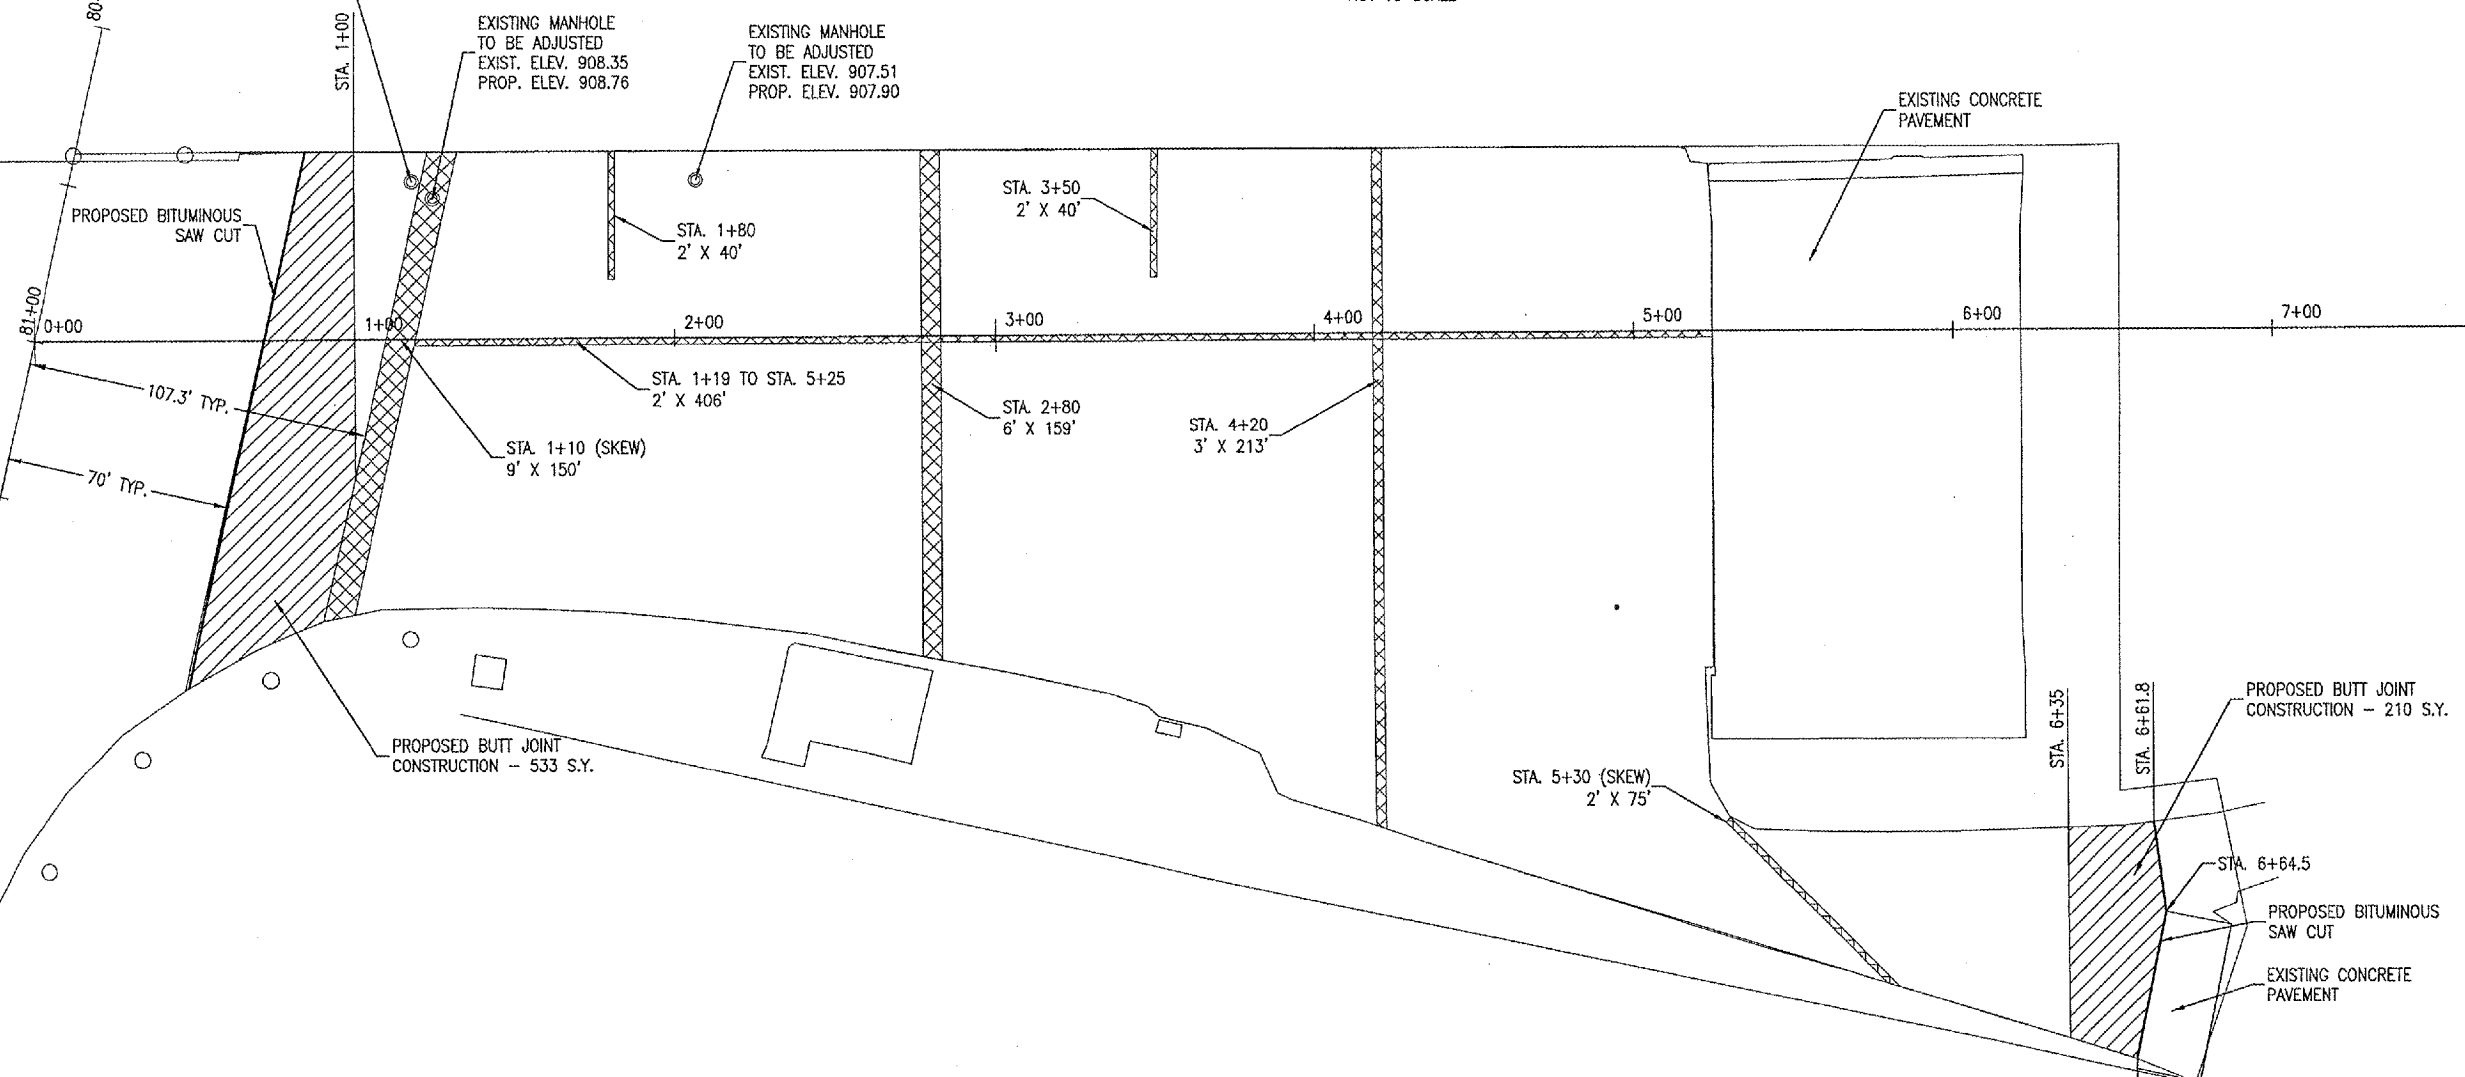 STA. 1+00
EXISTING MANHOLE
TO BE ADJUSTED
EXIST. ELEV. 908.35
PROP. ELEV. 908.76
EXISTING MANHOLE
TO BE ADJUSTED
EXIST. ELEV. 907.51
PROP. ELEV. 907.90
EXISTING CONCRETE
PAVEMENT
PROPOSED BITUMINOUS
SAW CUT
STA. 1+80
2' X 40'
STA. 3+50
2' X 40'
81+00
0+00
1+00
2+00
3+00
4+00
5+00
6+00
7+00
107.3' TYP.
70' TYP.
STA. 1+10 (SKEW)
9' X 150'
STA. 1+19 TO STA. 5+25
2' X 406'
STA. 2+80
6' X 159'
STA. 4+20
3' X 213'
PROPOSED BUTT JOINT
CONSTRUCTION – 533 S.Y.
STA. 5+30 (SKEW)
2' X 75'
STA. 6+35
STA. 6+61.8
PROPOSED BUTT JOINT
CONSTRUCTION – 210 S.Y.
STA. 6+64.5
PROPOSED BITUMINOUS
SAW CUT
EXISTING CONCRETE
PAVEMENT